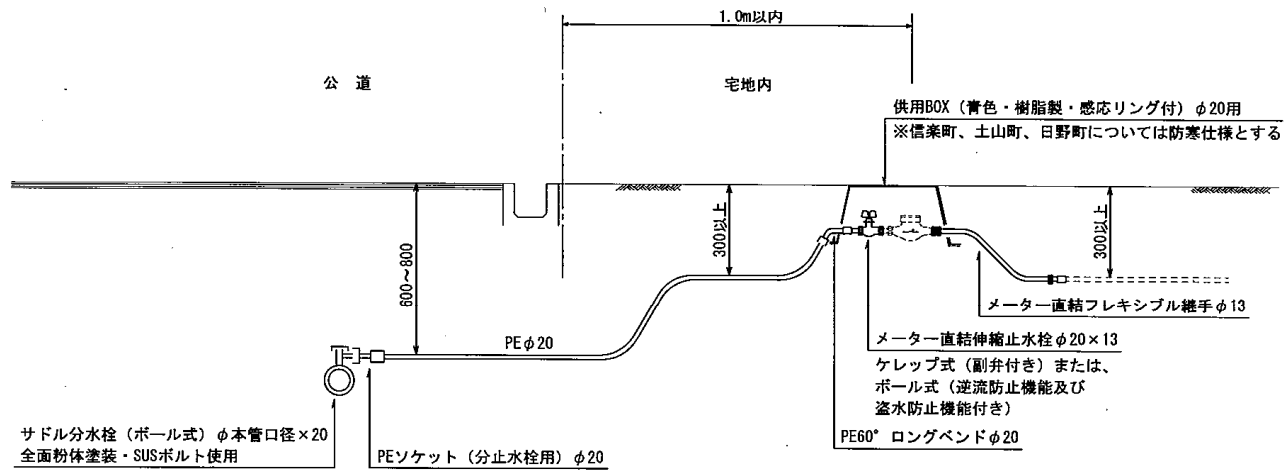 1.0m以内
公 道
宅地内
供用BOX(青色・樹脂製・感応リング付)φ20用
※信楽町、土山町、日野町については防寒仕様とする
600～800
300以上
300以上
メーター直結フレキシブル継手φ13
PEφ20
メーター直結伸縮止水栓φ20×13
ケレップ式(副弁付き)または、
ボール式(逆流防止機能及び
盗水防止機能付き)
サドル分水栓(ボール式)φ本管口径×20
全面粉体塗装・SUSボルト使用
PEソケット(分止水栓用)φ20
PE60°ロングベンドφ20